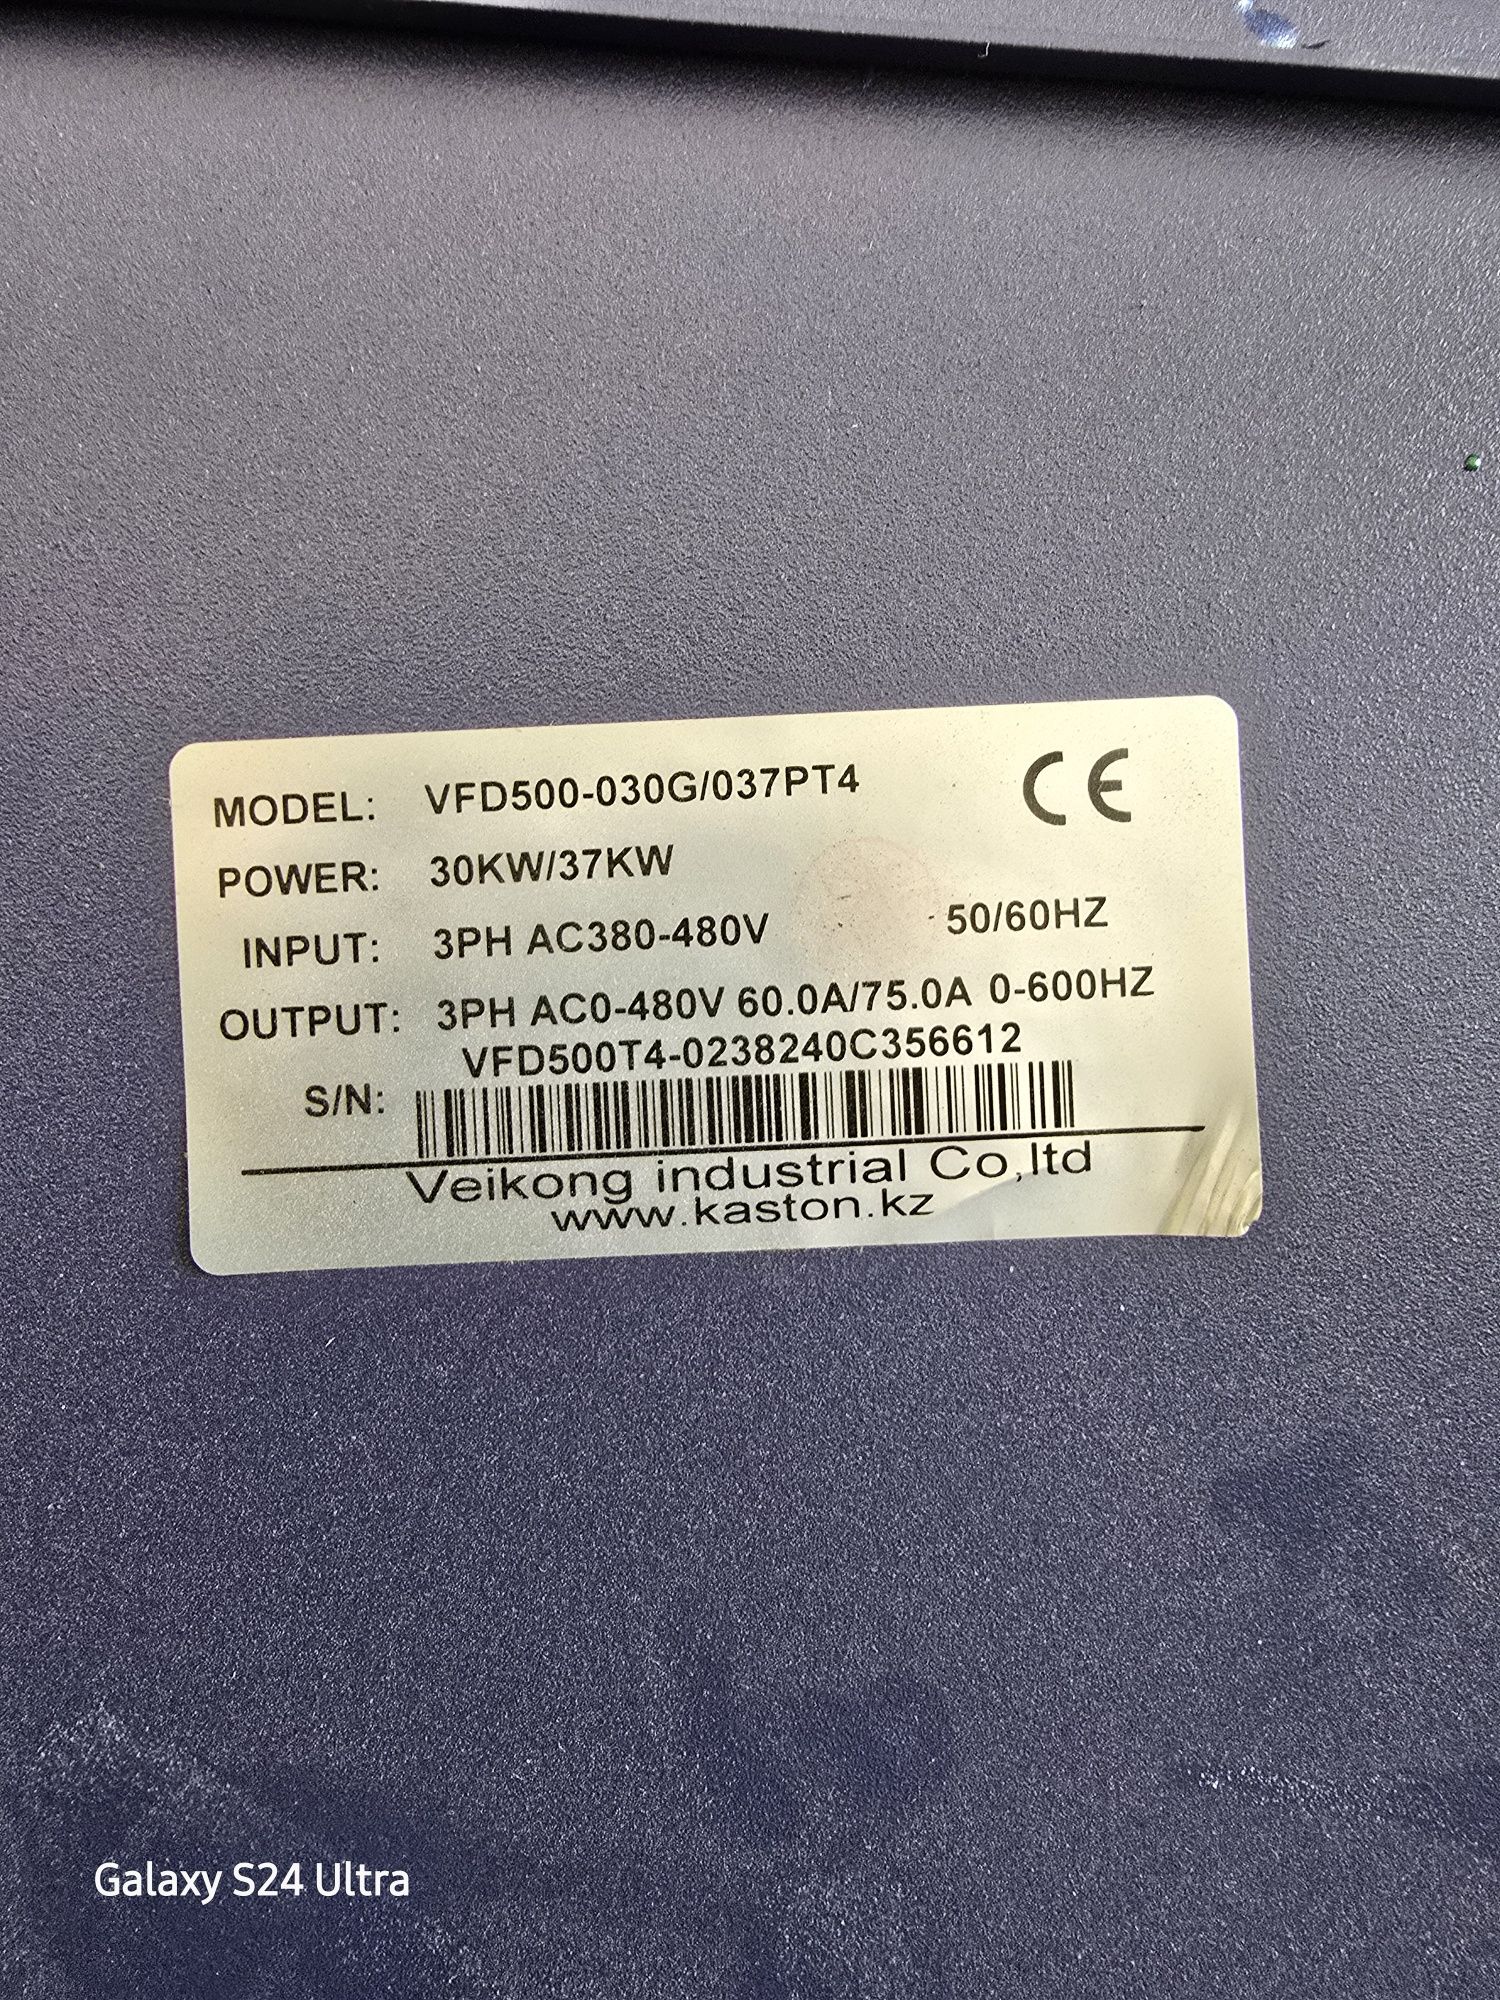 MODEL: VFD500-030G/037PT4 CE
POWER: 30KW/37KW
INPUT: 3PH AC380-480V 50/60HZ
OUTPUT: 3PH AC0-480V 60.0A/75.0A 0-600HZ
VFD500T4-0238240C356612
S/N:
Veikong industrial Co,ltd
www.kaston.kz
Galaxy S24 Ultra